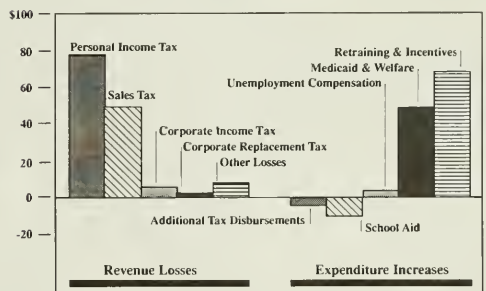 $100
80
60
40
20
0
-20
Personal Income Tax
Sales Tax
Corporate Income Tax
Corporate Replacement Tax
Other Losses
Retraining & Incentives
Medicaid & Welfare
Unemployment Compensation
Additional Tax Disbursements
School Aid
Revenue Losses
Expenditure Increases